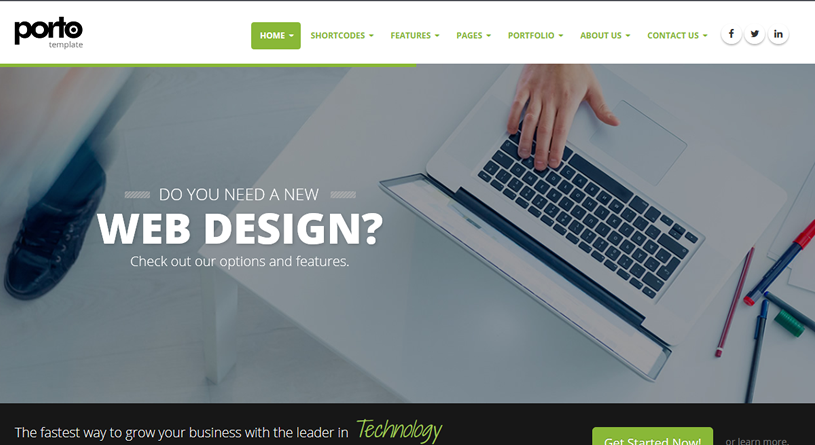 porto
template
HOME SHORTCODES FEATURES PAGES PORTFOLIO ABOUT US CONTACT US
DO YOU NEED A NEW
WEB DESIGN?
Check out our options and features.
The fastest way to grow your business with the leader in Technology
Get Started Now! or learn more.